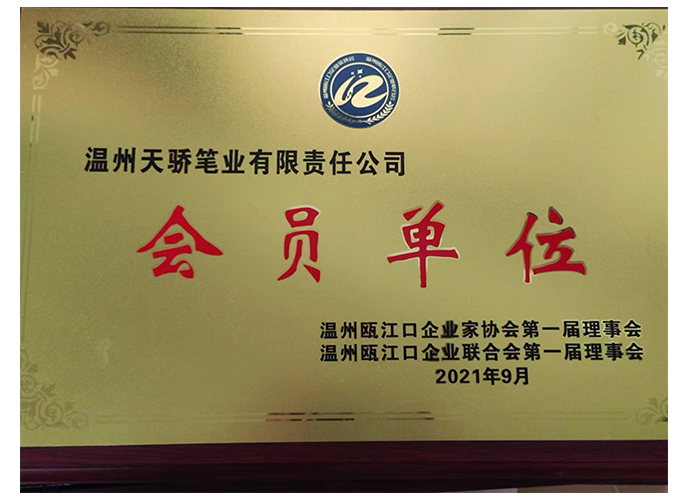 温州天骄笔业有限责任公司
会员单位
温州瓯江口企业家协会第一届理事会
温州瓯江口企业联合会第一届理事会
2021年9月